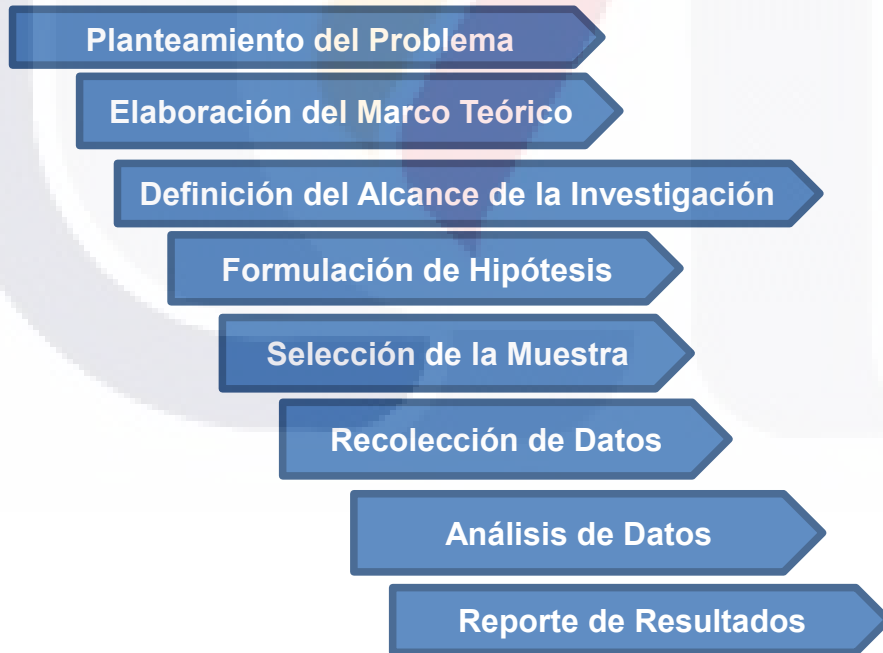 Planteamiento del Problema
Elaboración del Marco Teórico
Definición del Alcance de la Investigación
Formulación de Hipótesis
Selección de la Muestra
Recolección de Datos
Análisis de Datos
Reporte de Resultados